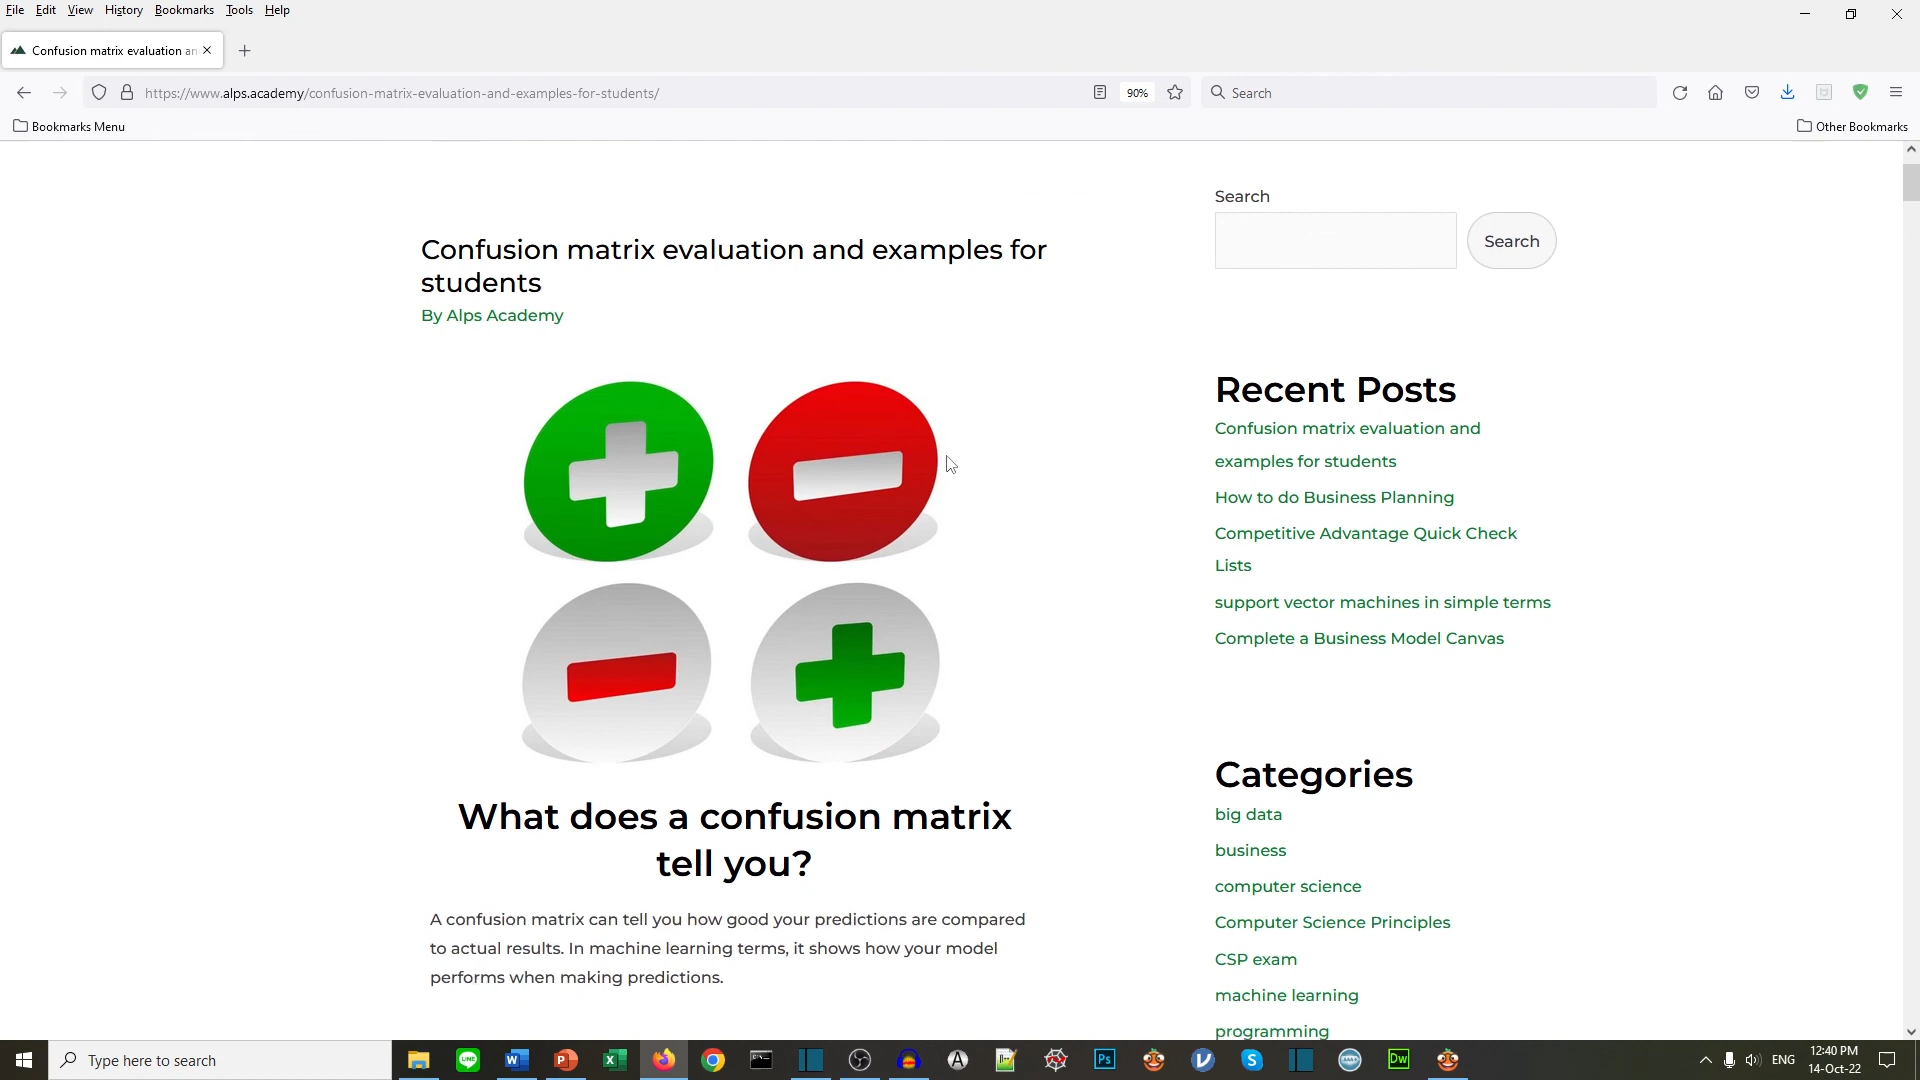 File Edit View History Bookmarks Tools Help
Confusion matrix evaluation an
https://www.alps.academy/confusion-matrix-evaluation-and-examples-for-students/
90%
Search
Bookmarks Menu
Other Bookmarks
Confusion matrix evaluation and examples for
students
By Alps Academy
What does a confusion matrix
tell you?
A confusion matrix can tell you how good your predictions are compared
to actual results. In machine learning terms, it shows how your model
performs when making predictions.
Search
Search
Recent Posts
Confusion matrix evaluation and
examples for students
How to do Business Planning
Competitive Advantage Quick Check
Lists
support vector machines in simple terms
Complete a Business Model Canvas
Categories
big data
business
computer science
Computer Science Principles
CSP exam
machine learning
programming
Type here to search
LINE
Ps
Dw
ENG
12:40 PM
14-Oct-22